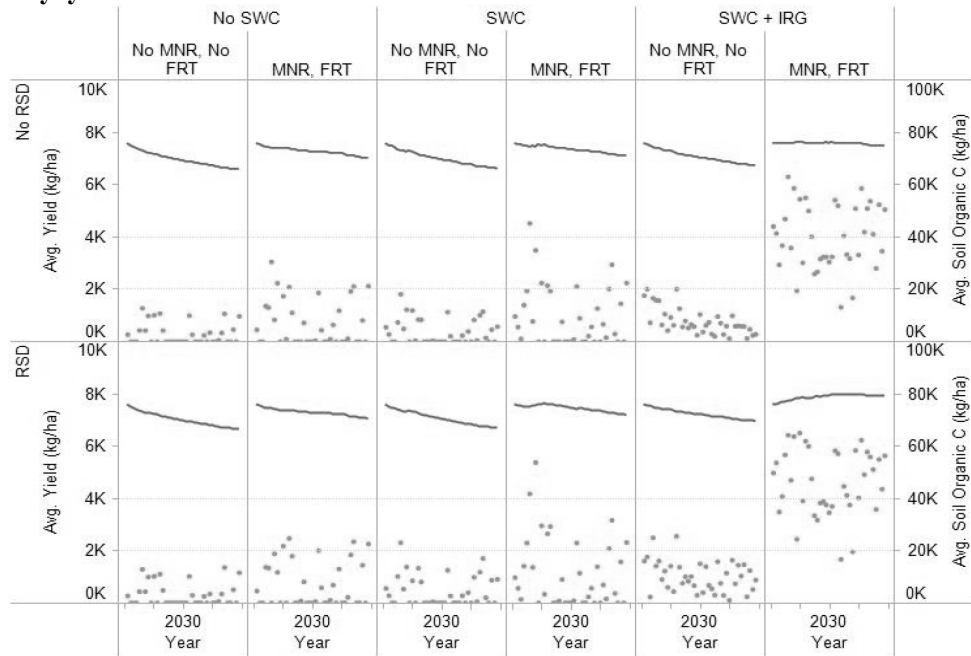 No SWC SWC SWC + IRG
No MNR, No FRT MNR, FRT No MNR, No FRT MNR, FRT No MNR, No FRT MNR, FRT
No RSD
Avg. Yield (kg/ha)
10K
8K
6K
4K
2K
0K
100K
80K
60K
40K
20K
0K
Avg. Soil Organic C (kg/ha)
RSD
Avg. Yield (kg/ha)
10K
8K
6K
4K
2K
0K
100K
80K
60K
40K
20K
0K
Avg. Soil Organic C (kg/ha)
2030 2030 2030 2030 2030 2030
Year Year Year Year Year Year